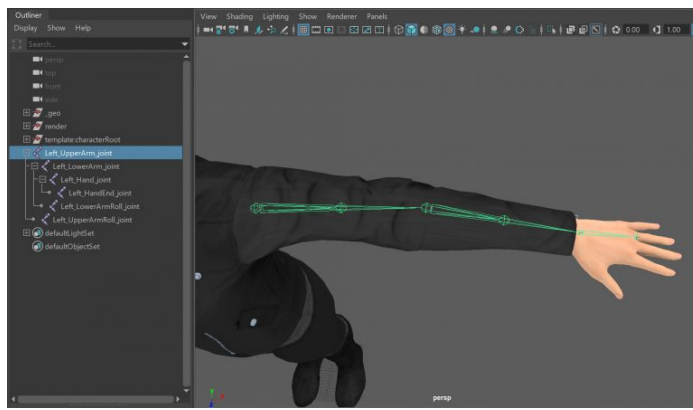 Outliner
Display Show Help
Search...
persp
top
front
side
_geo
render
template:characterRoot
Left_UpperArm_joint
Left_LowerArm_joint
Left_Hand_joint
Left_HandEnd_joint
Left_LowerArmRoll_joint
Left_UpperArmRoll_joint
defaultLightSet
defaultObjectSet
View Shading Lighting Show Renderer Panels
0.00 1.00
persp
Y
X